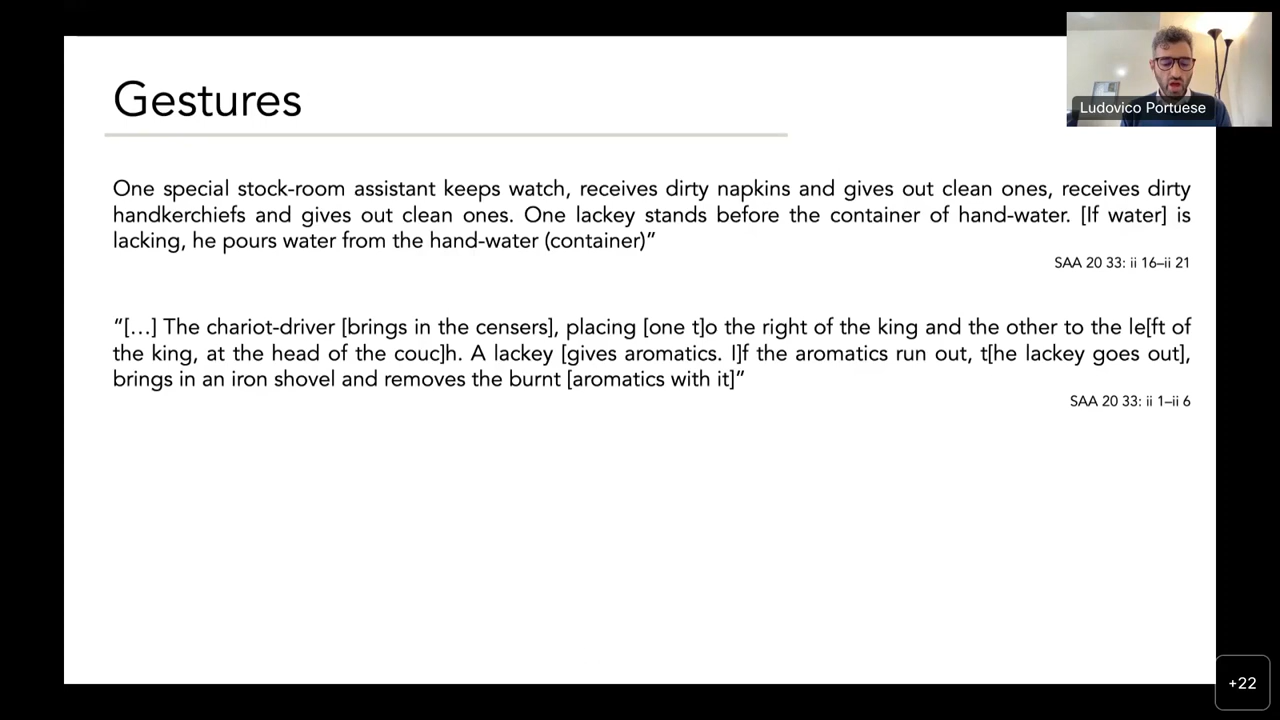 Gestures
Ludovico Portuese
One special stock-room assistant keeps watch, receives dirty napkins and gives out clean ones, receives dirty
handkerchiefs and gives out clean ones. One lackey stands before the container of hand-water. [If water] is
lacking, he pours water from the hand-water (container)”
SAA 20 33: ii 16–ii 21
“[…] The chariot-driver [brings in the censers], placing [one t]o the right of the king and the other to the le[ft of
the king, at the head of the couc]h. A lackey [gives aromatics. I]f the aromatics run out, t[he lackey goes out],
brings in an iron shovel and removes the burnt [aromatics with it]”
SAA 20 33: ii 1–ii 6
+22